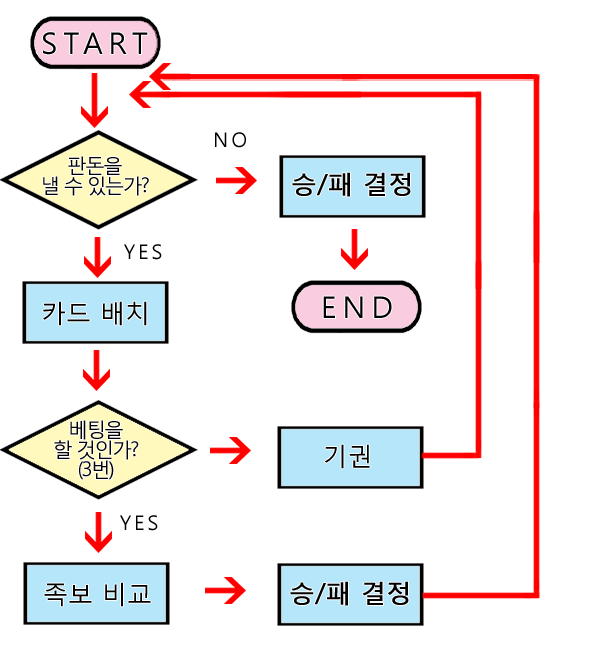 START
판돈을
낼 수 있는가?
NO
승/패 결정
YES
END
카드 배치
베팅을
할 것인가?
(3번)
기권
YES
족보 비교
승/패 결정